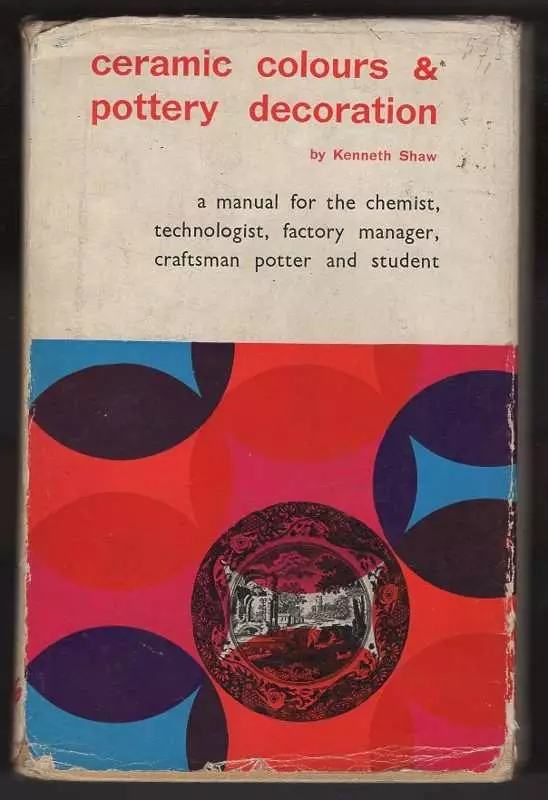 ceramic colours &
pottery decoration
by Kenneth Shaw
a manual for the chemist,
technologist, factory manager,
craftsman potter and student